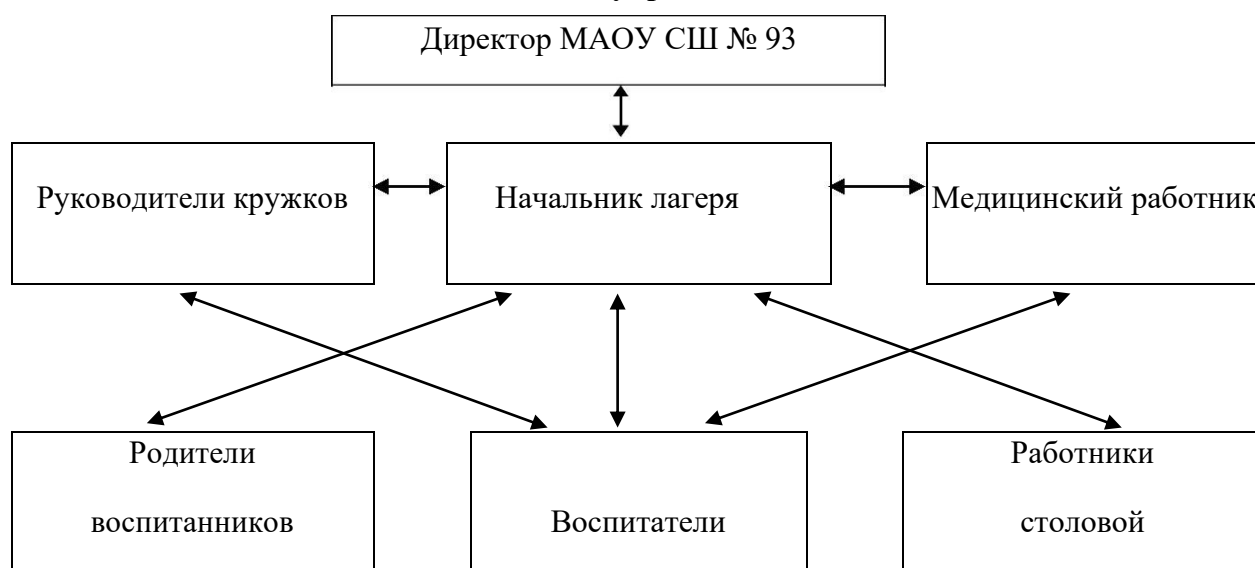 Директор МАОУ СШ № 93
Руководители кружков
Начальник лагеря
Медицинский работник
Родители
воспитанников
Воспитатели
Работники
столовой